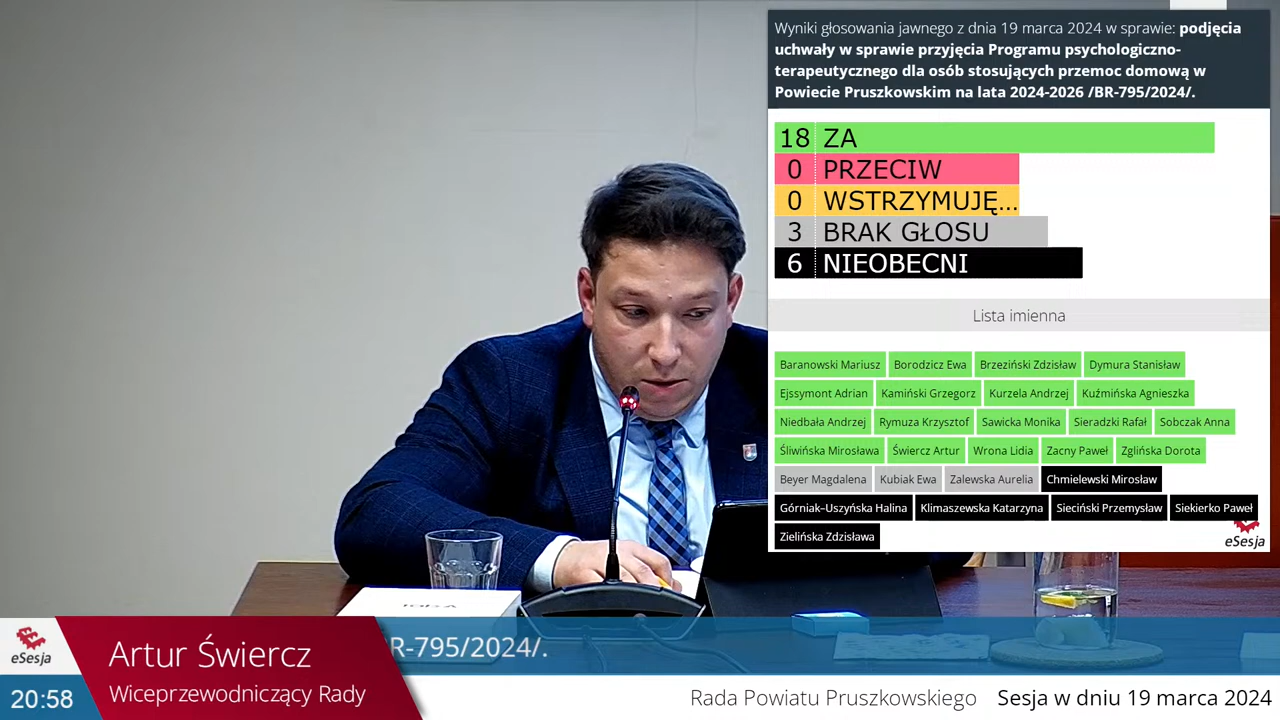 Wyniki głosowania jawnego z dnia 19 marca 2024 w sprawie: podjęcia
uchwały w sprawie przyjęcia Programu psychologiczno-
terapeutycznego dla osób stosujących przemoc domową w
Powiecie Pruszkowskim na lata 2024-2026 /BR-795/2024/.
18 ZA
0 PRZECIW
0 WSTRZYMUJĘ...
3 BRAK GŁOSU
6 NIEOBECNI
Lista imienna
Baranowski Mariusz Borodzicz Ewa Brzeziński Zdzisław Dymura Stanisław
Ejssymont Adrian Kamiński Grzegorz Kurzela Andrzej Kuźmińska Agnieszka
Niedbała Andrzej Rymuza Krzysztof Sawicka Monika Sieradzki Rafał Sobczak Anna
Śliwińska Mirosława Świercz Artur Wrona Lidia Zacny Paweł Zglińska Dorota
Beyer Magdalena Kubiak Ewa Zalewska Aurelia Chmielewski Mirosław
Górniak–Uszyńska Halina Klimaszewska Katarzyna Sieciński Przemysław Siekierko Paweł
Zielińska Zdzisława
eSesja
R-795/2024/.
eSesja
Artur Świercz
Wiceprzewodniczący Rady
20:58
Rada Powiatu Pruszkowskiego Sesja w dniu 19 marca 2024